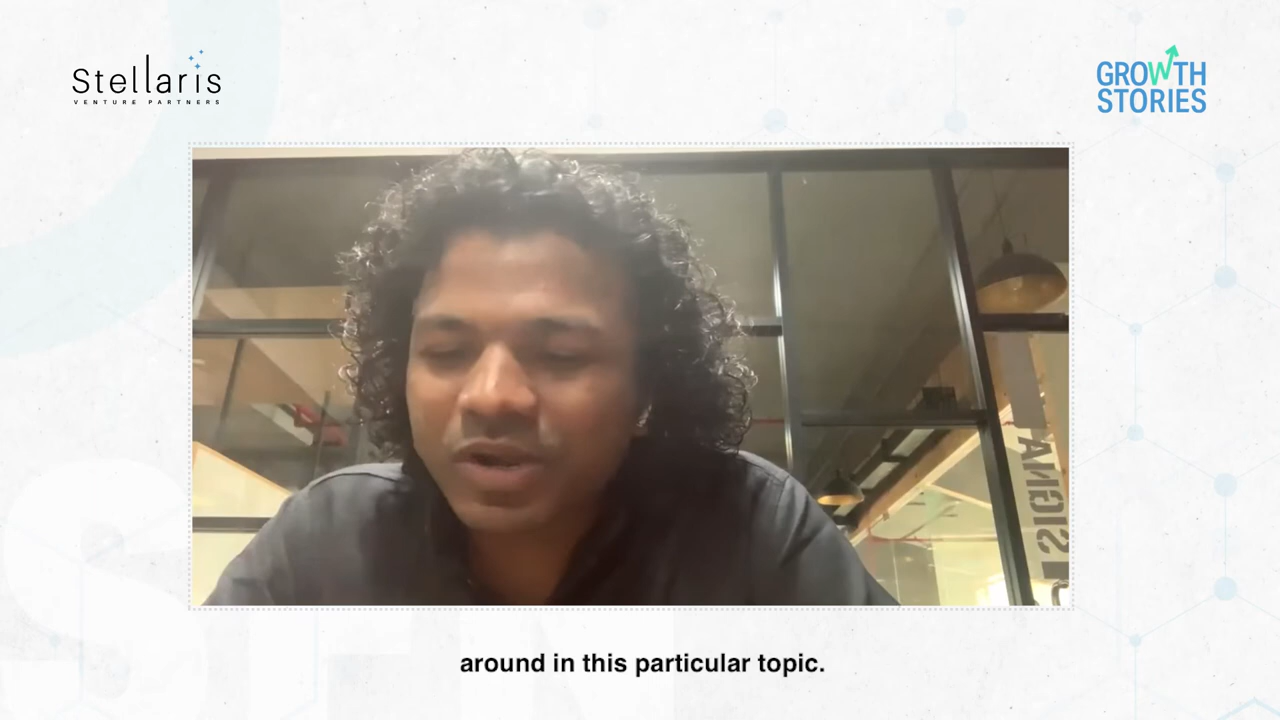 Stellaris
VENTURE PARTNERS
GROWTH
STORIES
around in this particular topic.